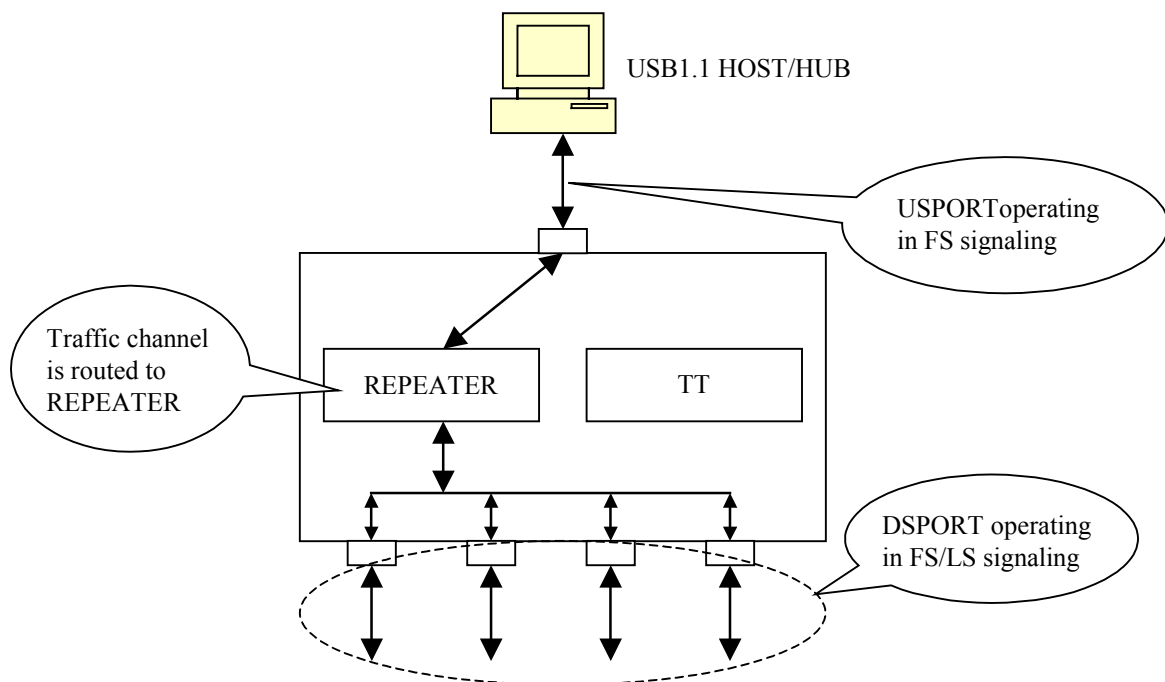 USB1.1 HOST/HUB
USPORToperating
in FS signaling
Traffic channel
is routed to
REPEATER
REPEATER
TT
DSPORT operating
in FS/LS signaling